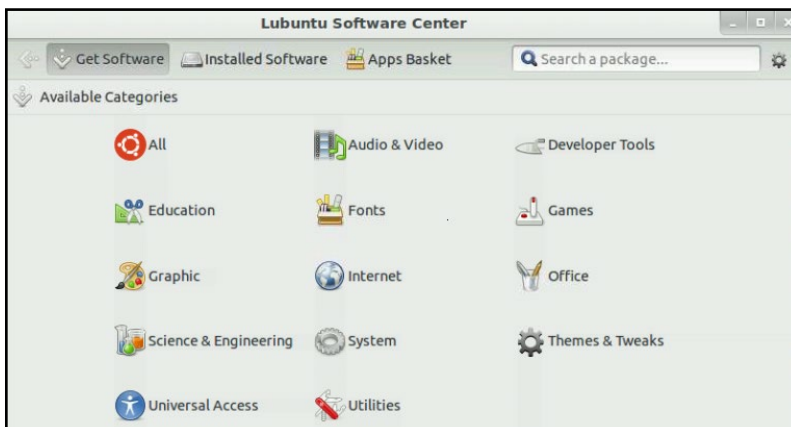 Lubuntu Software Center
Get Software Installed Software Apps Basket Search a package...
Available Categories
All Audio & Video Developer Tools
Education Fonts Games
Graphic Internet Office
Science & Engineering System Themes & Tweaks
Universal Access Utilities